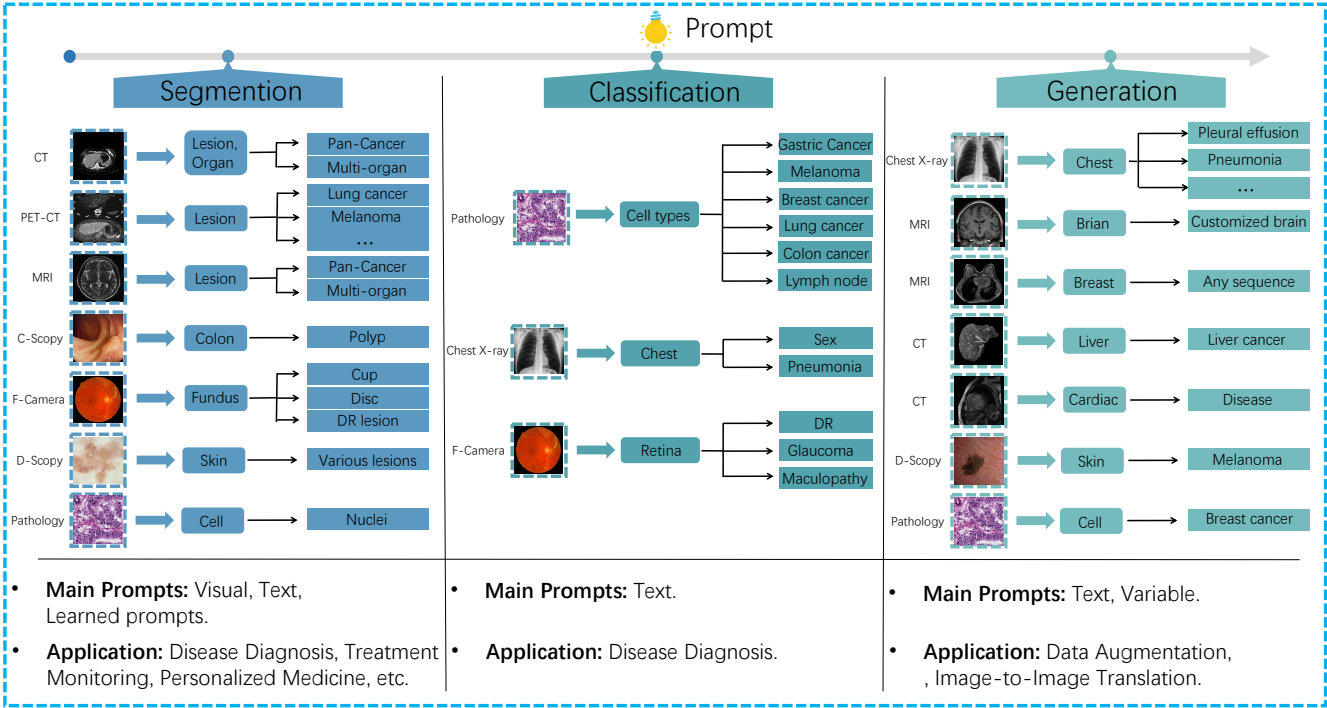 Prompt
Segmention
CT
Lesion,
Organ
Pan-Cancer
Multi-organ
PET-CT
Lesion
Lung cancer
Melanoma
...
MRI
Lesion
Pan-Cancer
Multi-organ
C-Scopy
Colon
Polyp
F-Camera
Fundus
Cup
Disc
DR lesion
D-Scopy
Skin
Various lesions
Pathology
Cell
Nuclei
• Main Prompts: Visual, Text,
Learned prompts.
• Application: Disease Diagnosis, Treatment
Monitoring, Personalized Medicine, etc.
Classification
Pathology
Cell types
Gastric Cancer
Melanoma
Breast cancer
Lung cancer
Colon cancer
Lymph node
Chest X-ray
Chest
Sex
Pneumonia
F-Camera
Retina
DR
Glaucoma
Maculopathy
• Main Prompts: Text.
• Application: Disease Diagnosis.
Generation
Chest X-ray
Chest
Pleural effusion
Pneumonia
...
MRI
Brian
Customized brain
MRI
Breast
Any sequence
CT
Liver
Liver cancer
CT
Cardiac
Disease
D-Scopy
Skin
Melanoma
Pathology
Cell
Breast cancer
• Main Prompts: Text, Variable.
• Application: Data Augmentation,
, Image-to-Image Translation.